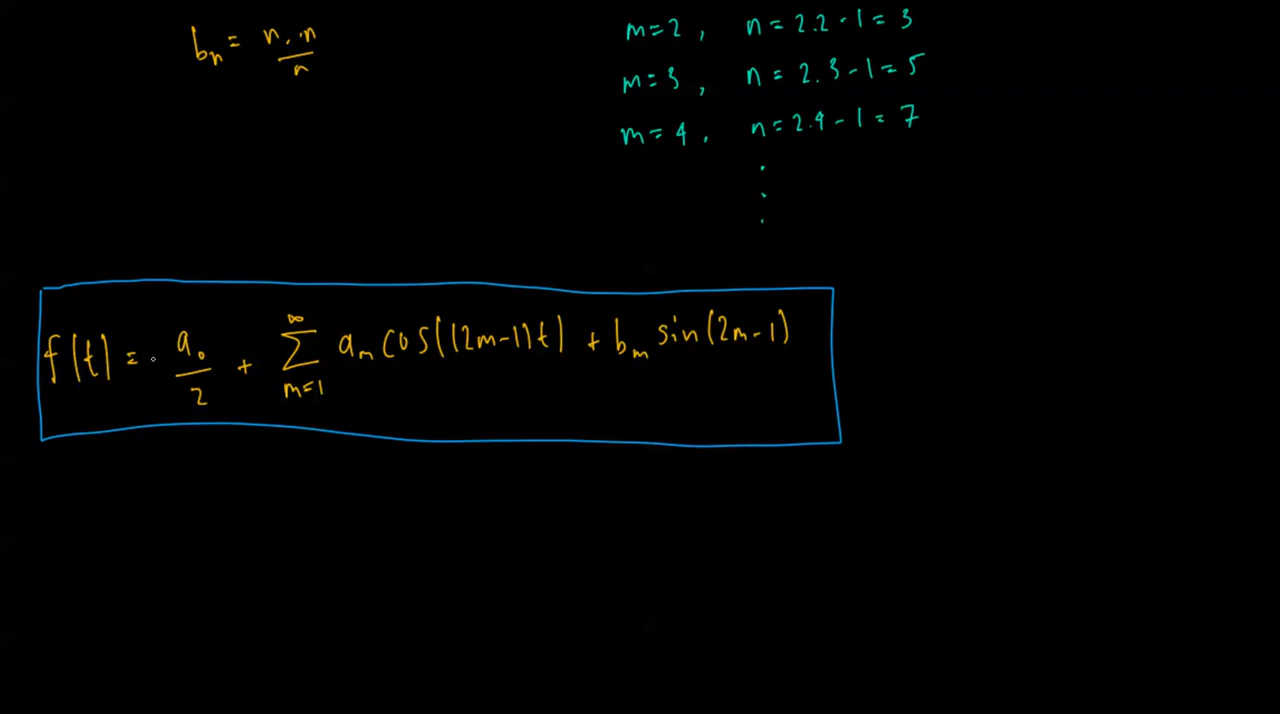 bₙ = n. ·n / n
m=2, n = 2.2 - 1 = 3
m=3, n = 2.3 - 1 = 5
m=4, n = 2.4 - 1 = 7
.
.
.
f(t) = a₀/2 + ∑_{m=1}^{∞} aₘ cos((2m-1)t) + bₘ sin(2m-1)